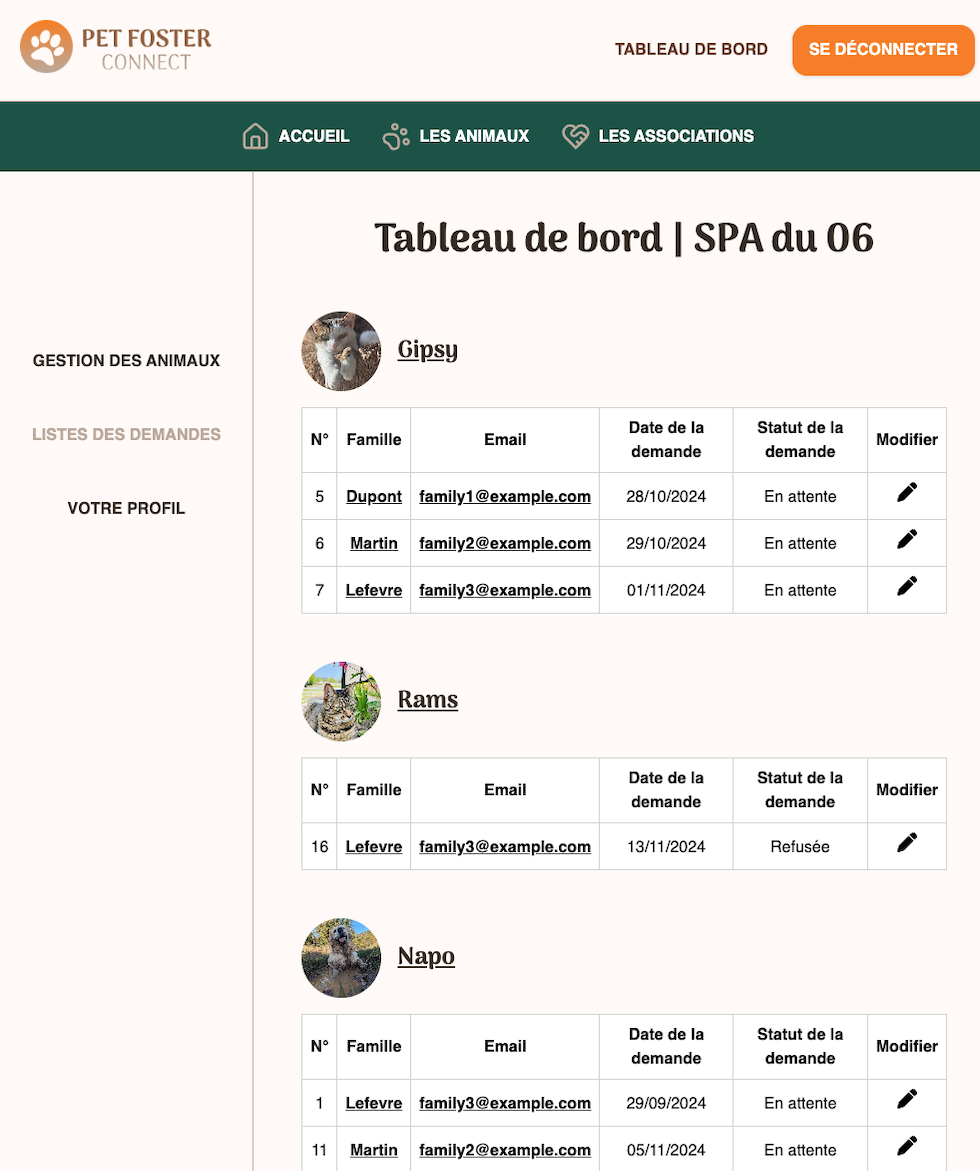 PET FOSTER
CONNECT
TABLEAU DE BORD
SE DÉCONNECTER
ACCUEIL
LES ANIMAUX
LES ASSOCIATIONS
GESTION DES ANIMAUX
LISTES DES DEMANDES
VOTRE PROFIL
Tableau de bord | SPA du 06
Gipsy
N° Famille Email Date de la demande Statut de la demande Modifier
5 Dupont family1@example.com 28/10/2024 En attente
6 Martin family2@example.com 29/10/2024 En attente
7 Lefevre family3@example.com 01/11/2024 En attente
Rams
N° Famille Email Date de la demande Statut de la demande Modifier
16 Lefevre family3@example.com 13/11/2024 Refusée
Napo
N° Famille Email Date de la demande Statut de la demande Modifier
1 Lefevre family3@example.com 29/09/2024 En attente
11 Martin family2@example.com 05/11/2024 En attente